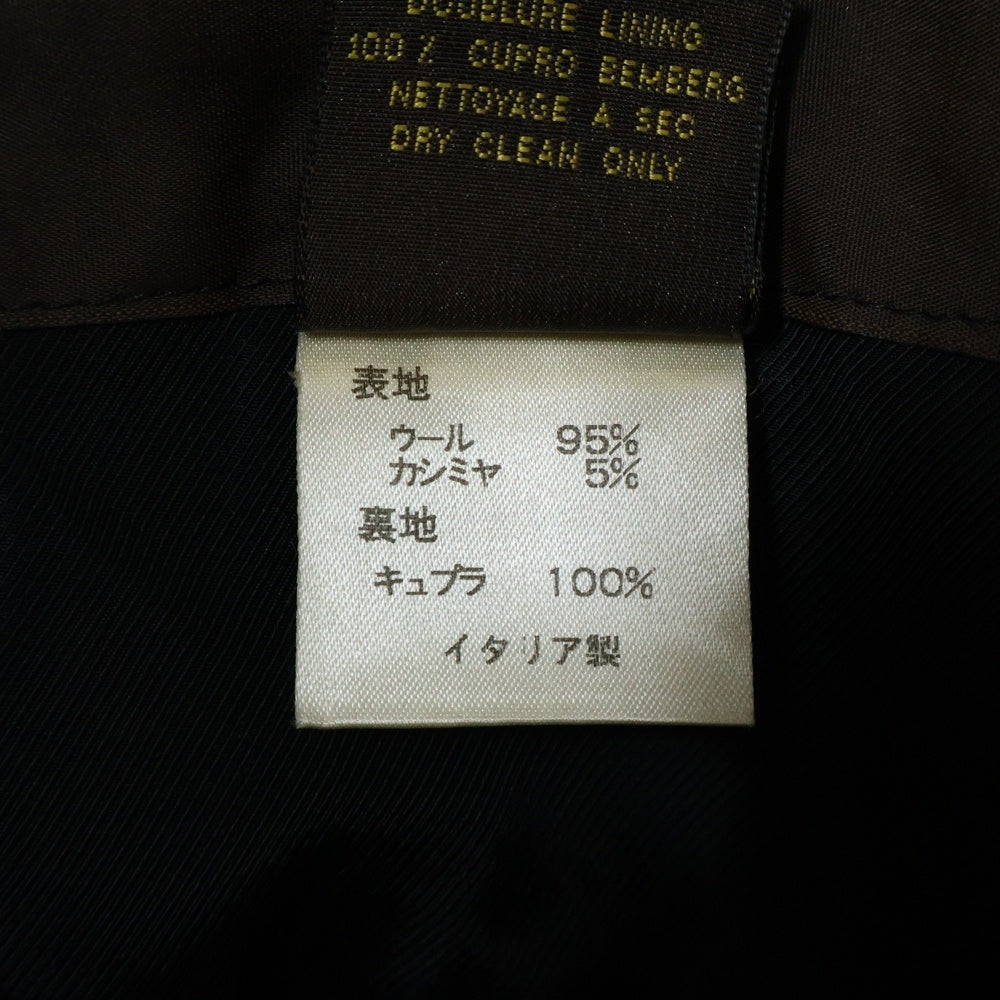 DOUBLURE LINING
100 % CUPRO BEMBERG
NETTOYAGE A SEC
DRY CLEAN ONLY
表地
ウール 95%
カシミヤ 5%
裏地
キュプラ 100%
イタリア製